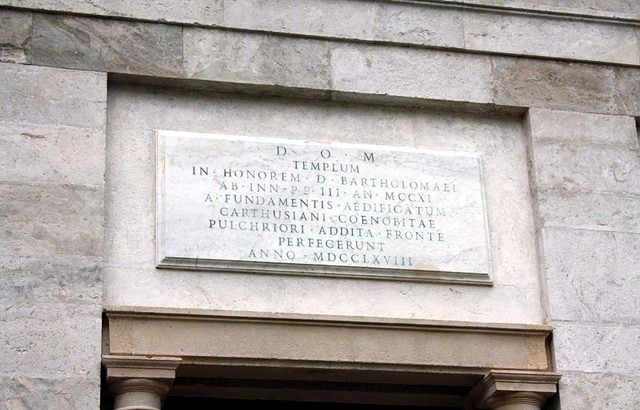 D · O · M
TEMPLUM
IN · HONOREM · D · BARTHOLOMAEI
AB · INN · P P · III · AN · MCCXI
A · FUNDAMENTIS · AEDIFICATUM
CARTHUSIANI · COENOBITAE
PULCHRIORI · ADDITA · FRONTE
PERFECERUNT
ANNO · MDCCLXVIII